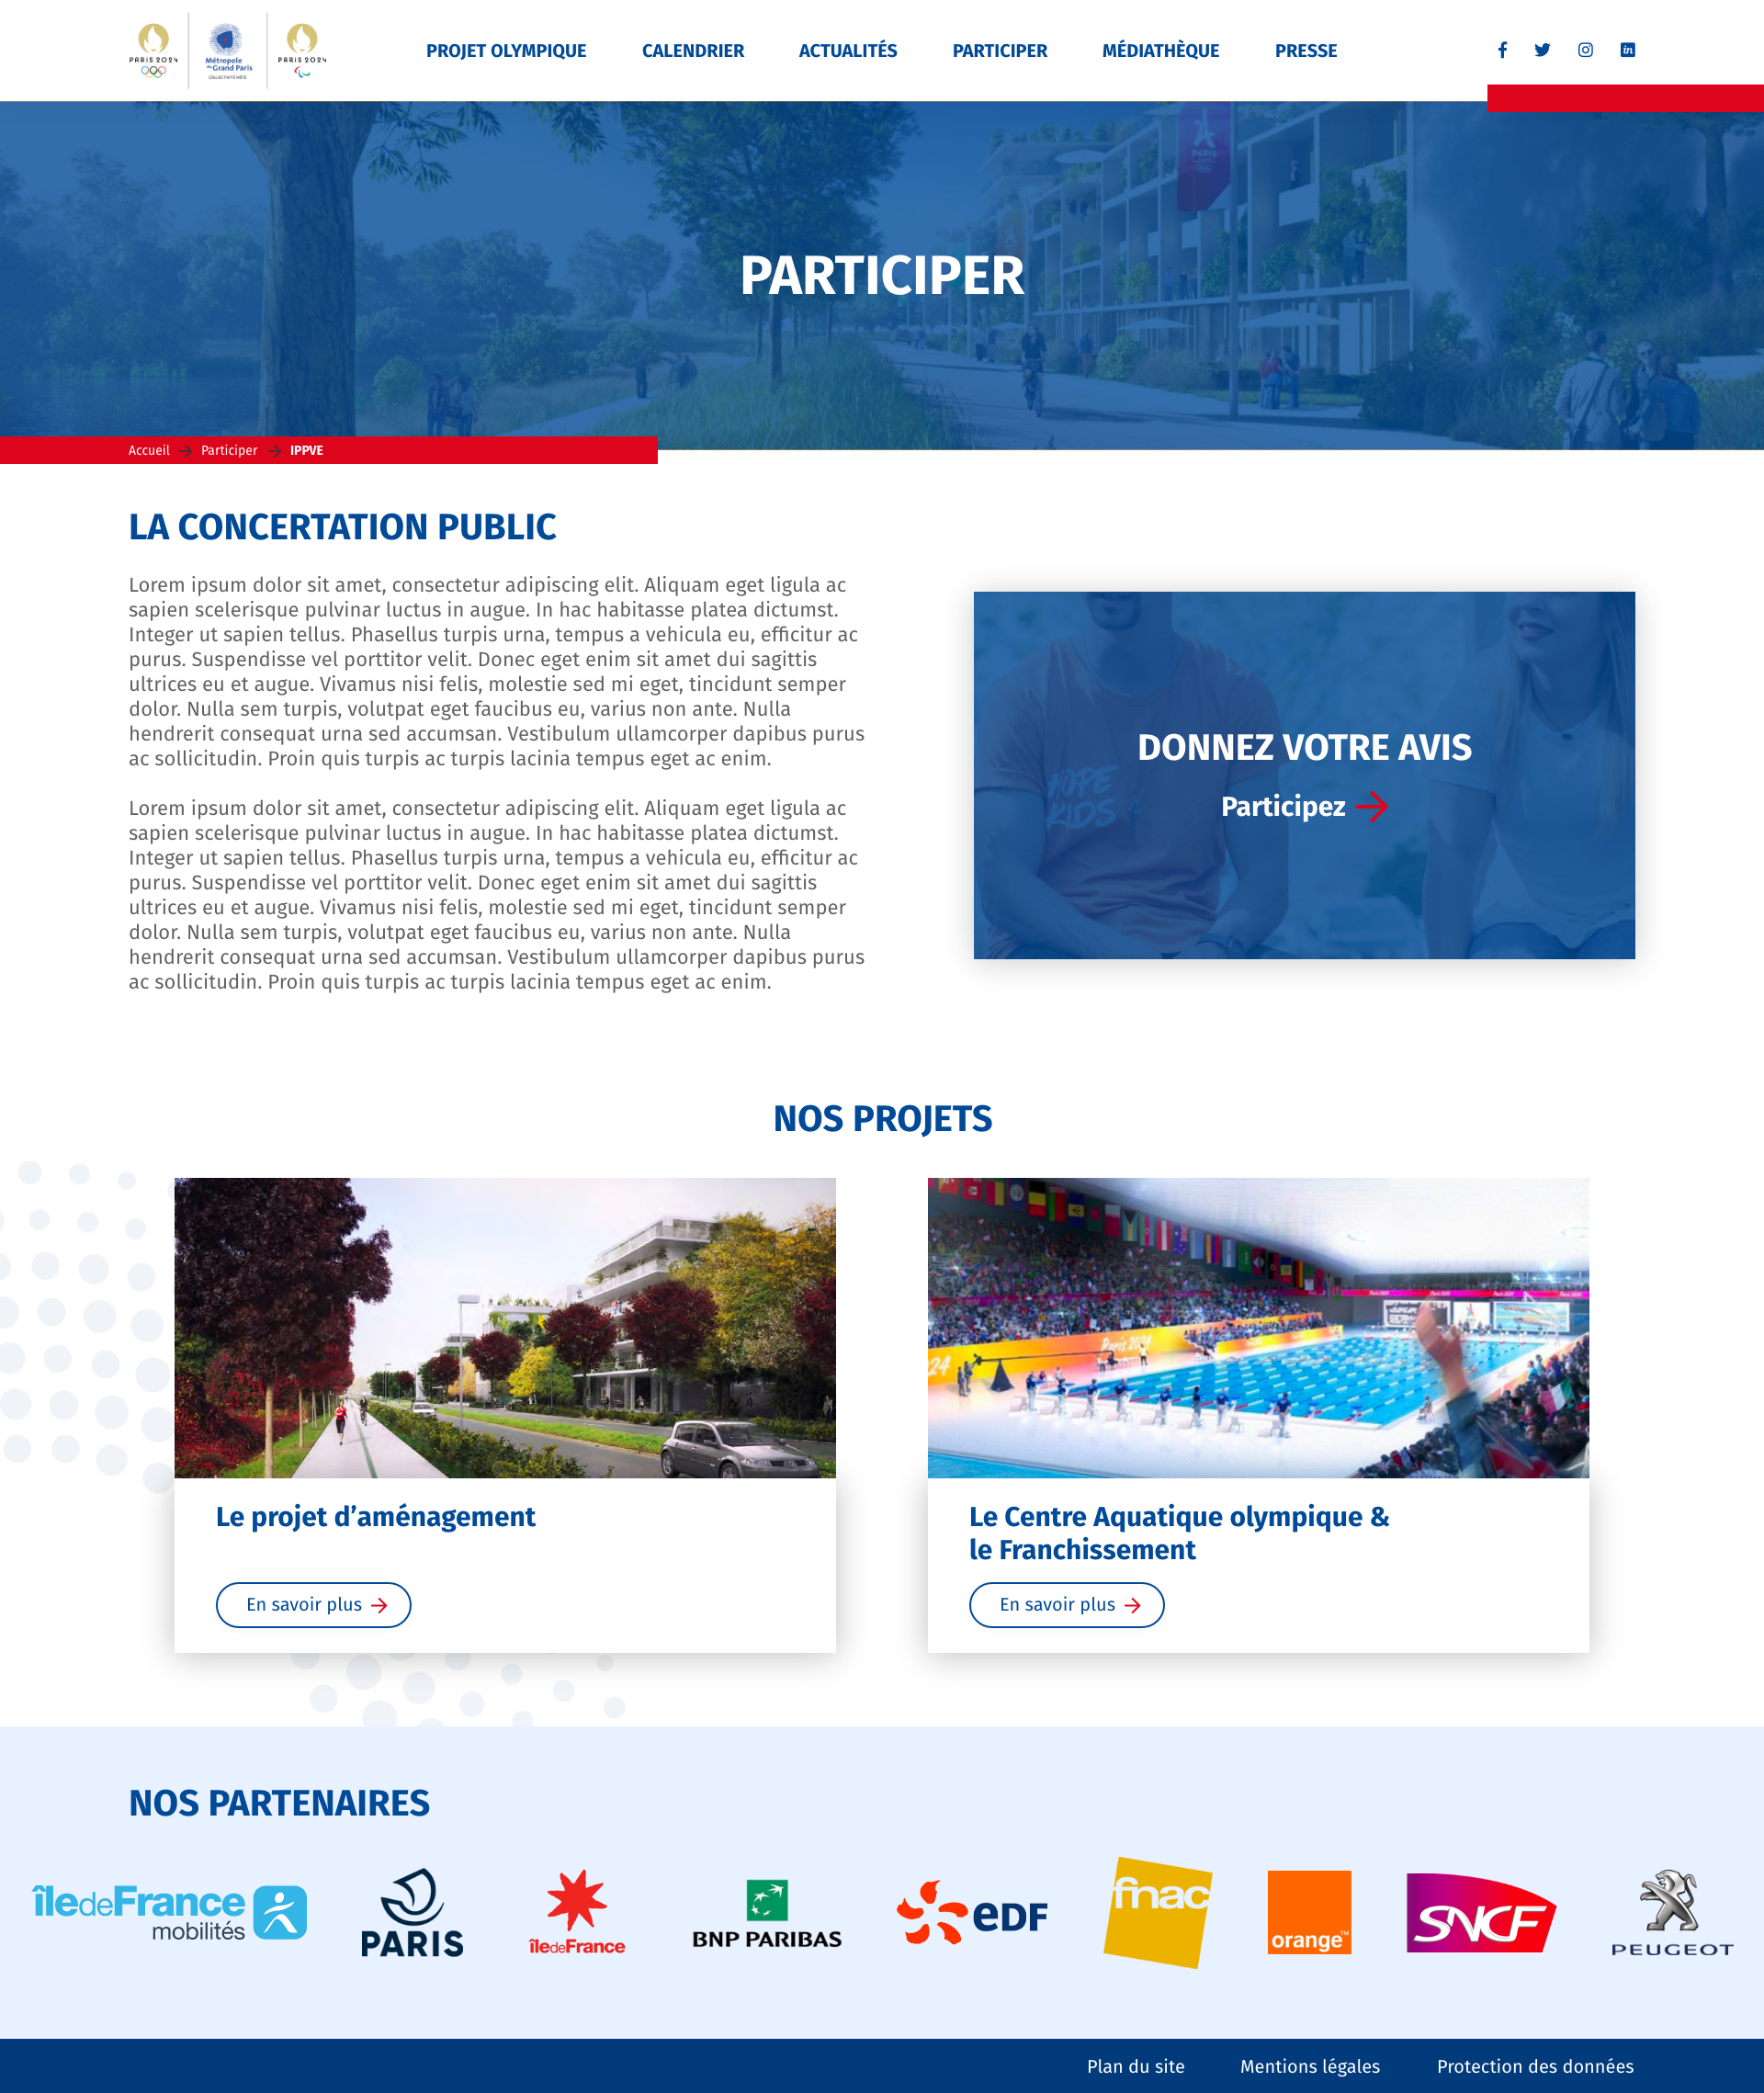 PARIS 2024
Métropole
du Grand Paris
COLLECTIVITÉ HÔTE
PARIS 2024
PROJET OLYMPIQUE
CALENDRIER
ACTUALITÉS
PARTICIPER
MÉDIATHÈQUE
PRESSE
PARIS
PARTICIPER
Accueil
Participer
IPPVE
LA CONCERTATION PUBLIC
Lorem ipsum dolor sit amet, consectetur adipiscing elit. Aliquam eget ligula ac
sapien scelerisque pulvinar luctus in augue. In hac habitasse platea dictumst.
Integer ut sapien tellus. Phasellus turpis urna, tempus a vehicula eu, efficitur ac
purus. Suspendisse vel porttitor velit. Donec eget enim sit amet dui sagittis
ultrices eu et augue. Vivamus nisi felis, molestie sed mi eget, tincidunt semper
dolor. Nulla sem turpis, volutpat eget faucibus eu, varius non ante. Nulla
hendrerit consequat urna sed accumsan. Vestibulum ullamcorper dapibus purus
ac sollicitudin. Proin quis turpis ac turpis lacinia tempus eget ac enim.
Lorem ipsum dolor sit amet, consectetur adipiscing elit. Aliquam eget ligula ac
sapien scelerisque pulvinar luctus in augue. In hac habitasse platea dictumst.
Integer ut sapien tellus. Phasellus turpis urna, tempus a vehicula eu, efficitur ac
purus. Suspendisse vel porttitor velit. Donec eget enim sit amet dui sagittis
ultrices eu et augue. Vivamus nisi felis, molestie sed mi eget, tincidunt semper
dolor. Nulla sem turpis, volutpat eget faucibus eu, varius non ante. Nulla
hendrerit consequat urna sed accumsan. Vestibulum ullamcorper dapibus purus
ac sollicitudin. Proin quis turpis ac turpis lacinia tempus eget ac enim.
DONNEZ VOTRE AVIS
Participez
HOPE
KIDS
NOS PROJETS
Paris 2024
24
Le projet d’aménagement
En savoir plus
Le Centre Aquatique olympique &
le Franchissement
En savoir plus
NOS PARTENAIRES
îledeFrance
mobilités
PARIS
îledeFrance
BNP PARIBAS
EDF
fnac
orange™
SNCF
PEUGEOT
Plan du site
Mentions légales
Protection des données